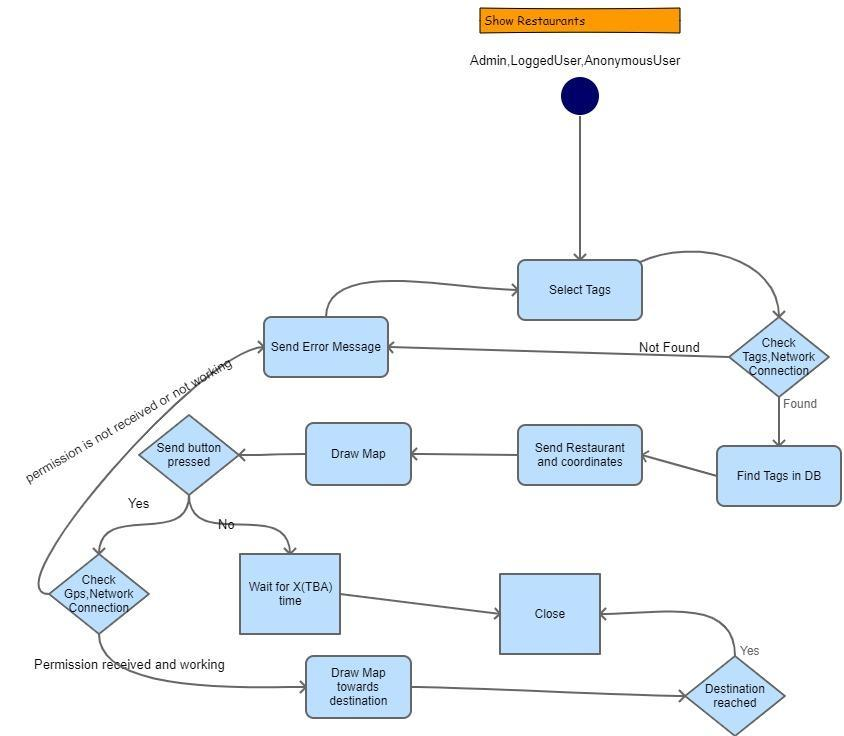 Show Restaurants
Admin,LoggedUser,AnonymousUser
Select Tags
Send Error Message
Not Found
Check
Tags,Network
Connection
Found
permission is not received or not working
Send button
pressed
Draw Map
Send Restaurant
and coordinates
Find Tags in DB
Yes
No
Check
Gps,Network
Connection
Wait for X(TBA)
time
Close
Permission received and working
Draw Map
towards
destination
Yes
Destination
reached